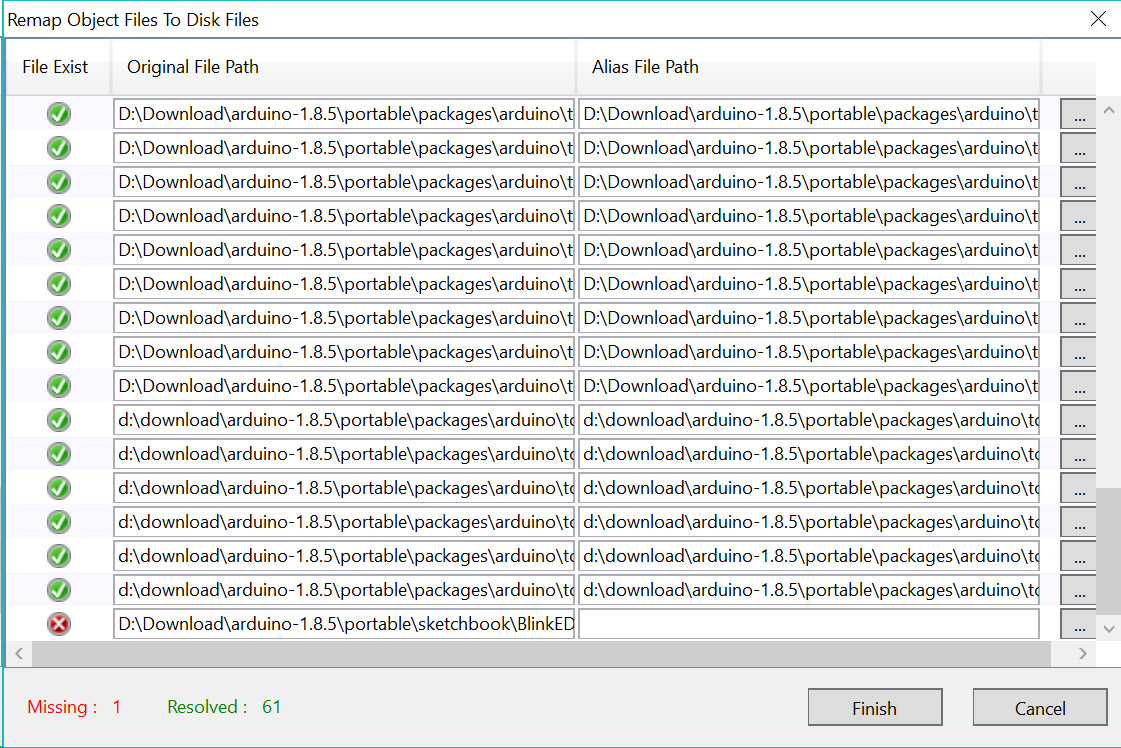 Remap Object Files To Disk Files
File Exist Original File Path Alias File Path
D:\Download\arduino-1.8.5\portable\packages\arduino\t D:\Download\arduino-1.8.5\portable\packages\arduino\t ...
D:\Download\arduino-1.8.5\portable\packages\arduino\t D:\Download\arduino-1.8.5\portable\packages\arduino\t ...
D:\Download\arduino-1.8.5\portable\packages\arduino\t D:\Download\arduino-1.8.5\portable\packages\arduino\t ...
D:\Download\arduino-1.8.5\portable\packages\arduino\t D:\Download\arduino-1.8.5\portable\packages\arduino\t ...
D:\Download\arduino-1.8.5\portable\packages\arduino\t D:\Download\arduino-1.8.5\portable\packages\arduino\t ...
D:\Download\arduino-1.8.5\portable\packages\arduino\t D:\Download\arduino-1.8.5\portable\packages\arduino\t ...
D:\Download\arduino-1.8.5\portable\packages\arduino\t D:\Download\arduino-1.8.5\portable\packages\arduino\t ...
D:\Download\arduino-1.8.5\portable\packages\arduino\t D:\Download\arduino-1.8.5\portable\packages\arduino\t ...
D:\Download\arduino-1.8.5\portable\packages\arduino\t D:\Download\arduino-1.8.5\portable\packages\arduino\t ...
d:\download\arduino-1.8.5\portable\packages\arduino\to d:\download\arduino-1.8.5\portable\packages\arduino\to ...
d:\download\arduino-1.8.5\portable\packages\arduino\to d:\download\arduino-1.8.5\portable\packages\arduino\to ...
d:\download\arduino-1.8.5\portable\packages\arduino\to d:\download\arduino-1.8.5\portable\packages\arduino\to ...
d:\download\arduino-1.8.5\portable\packages\arduino\to d:\download\arduino-1.8.5\portable\packages\arduino\to ...
d:\download\arduino-1.8.5\portable\packages\arduino\to d:\download\arduino-1.8.5\portable\packages\arduino\to ...
d:\download\arduino-1.8.5\portable\packages\arduino\to d:\download\arduino-1.8.5\portable\packages\arduino\to ...
D:\Download\arduino-1.8.5\portable\sketchbook\BlinkED ...
Missing : 1 Resolved : 61 Finish Cancel